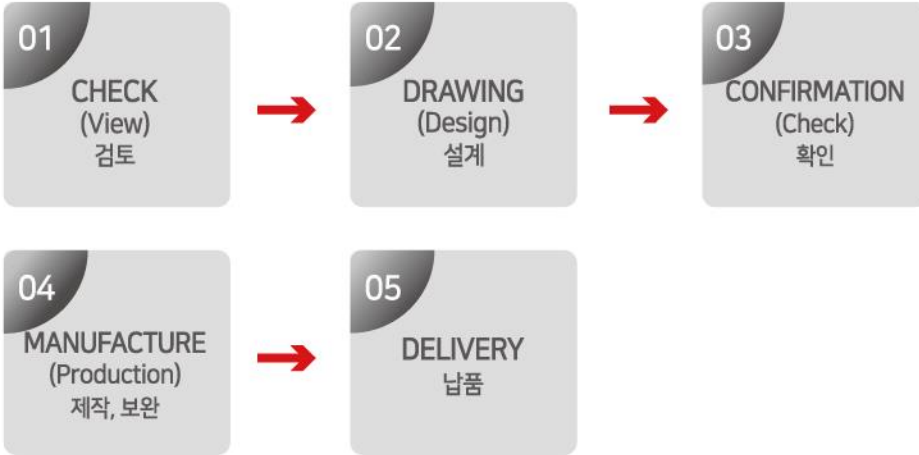 01
CHECK
(View)
검토
02
DRAWING
(Design)
설계
03
CONFIRMATION
(Check)
확인
04
MANUFACTURE
(Production)
제작, 보완
05
DELIVERY
납품